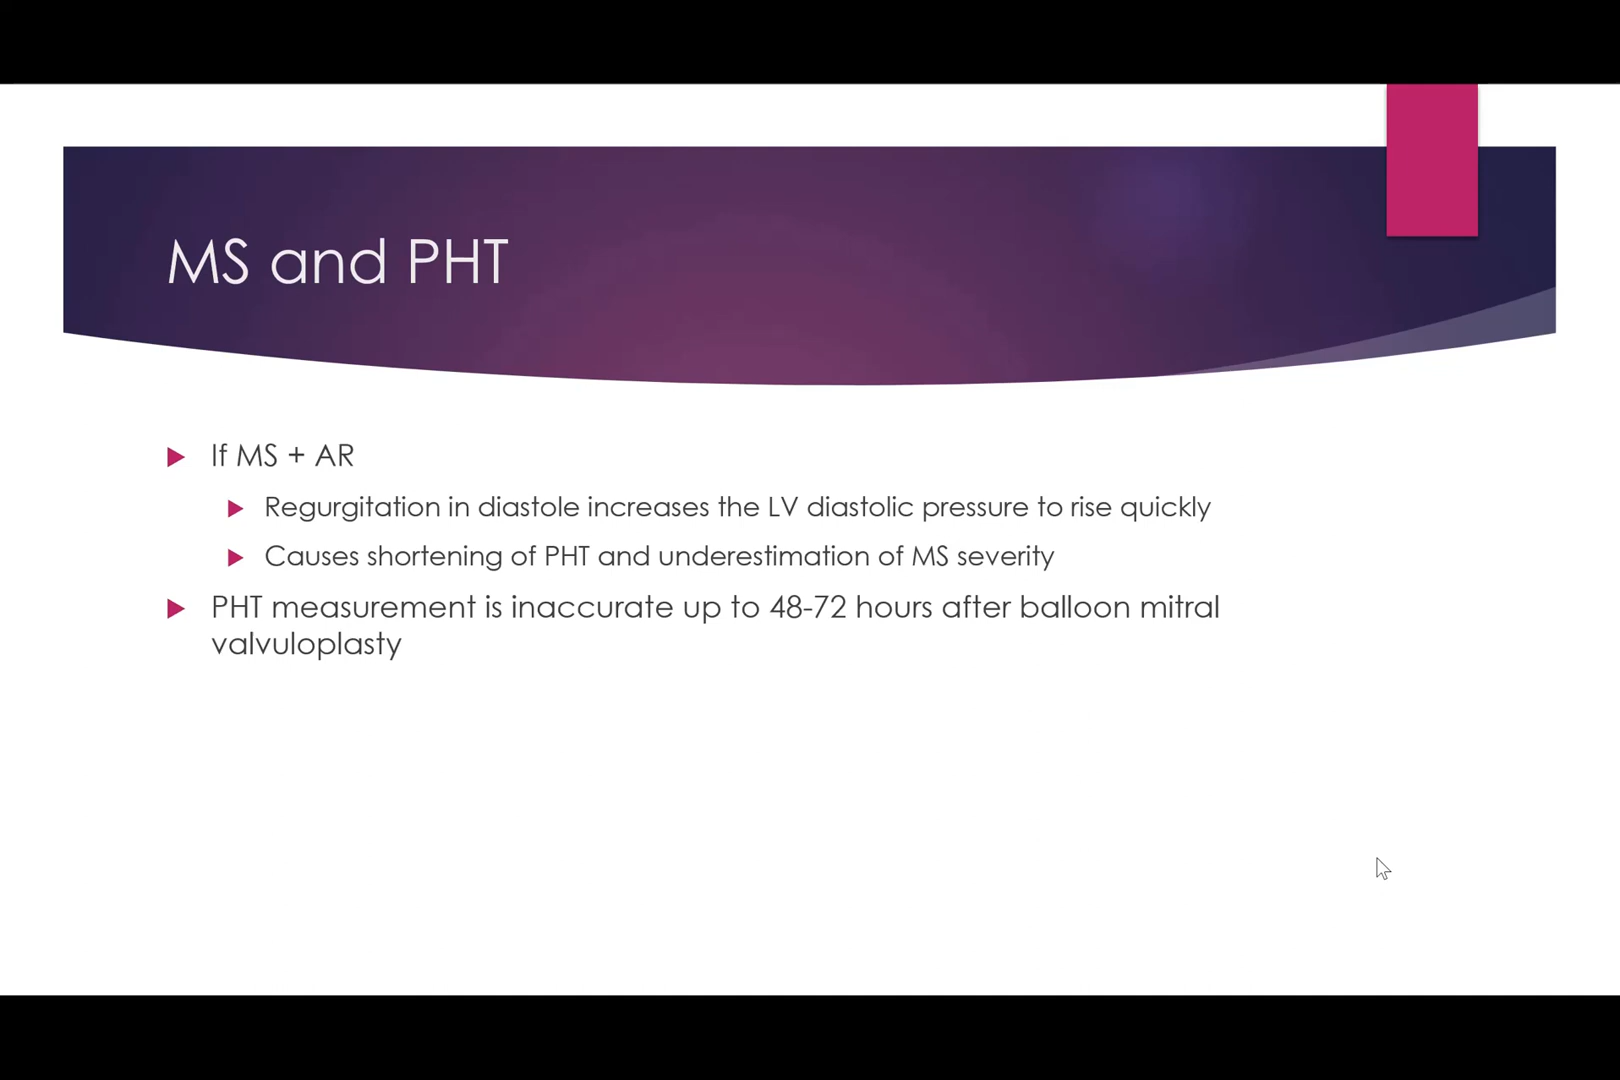 MS and PHT
If MS + AR
Regurgitation in diastole increases the LV diastolic pressure to rise quickly
Causes shortening of PHT and underestimation of MS severity
PHT measurement is inaccurate up to 48-72 hours after balloon mitral
valvuloplasty